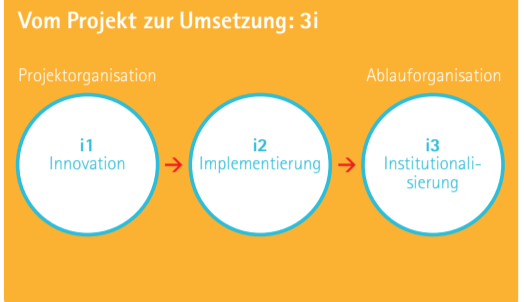 Vom Projekt zur Umsetzung: 3i
Projektorganisation
Ablauforganisation
i1
Innovation
i2
Implementierung
i3
Institutionali-
sierung